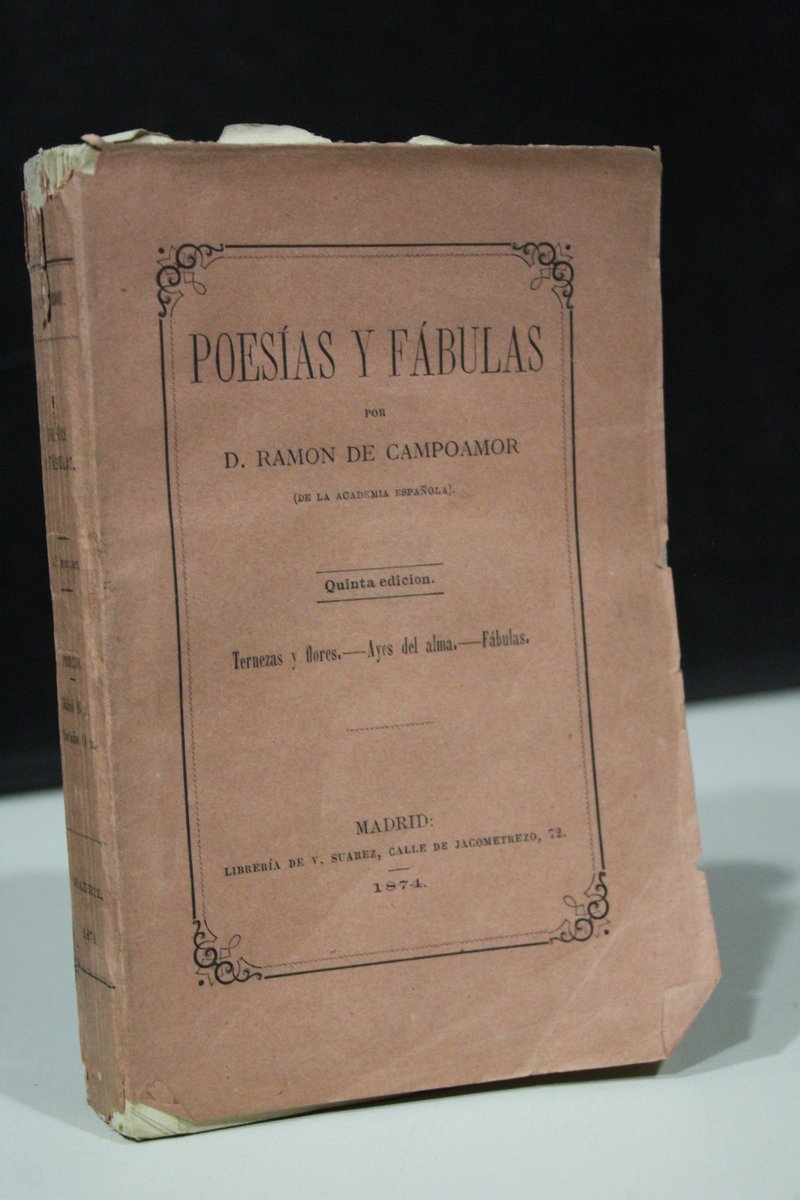 POESÍAS Y FÁBULAS
POR
D. RAMON DE CAMPOAMOR
(DE LA ACADEMIA ESPAÑOLA).
Quinta edicion.
Ternezas y flores.—Ayes del alma.—Fábulas.
MADRID:
LIBRERÍA DE V. SUAREZ, CALLE DE JACOMETREZO, 72.
1874.